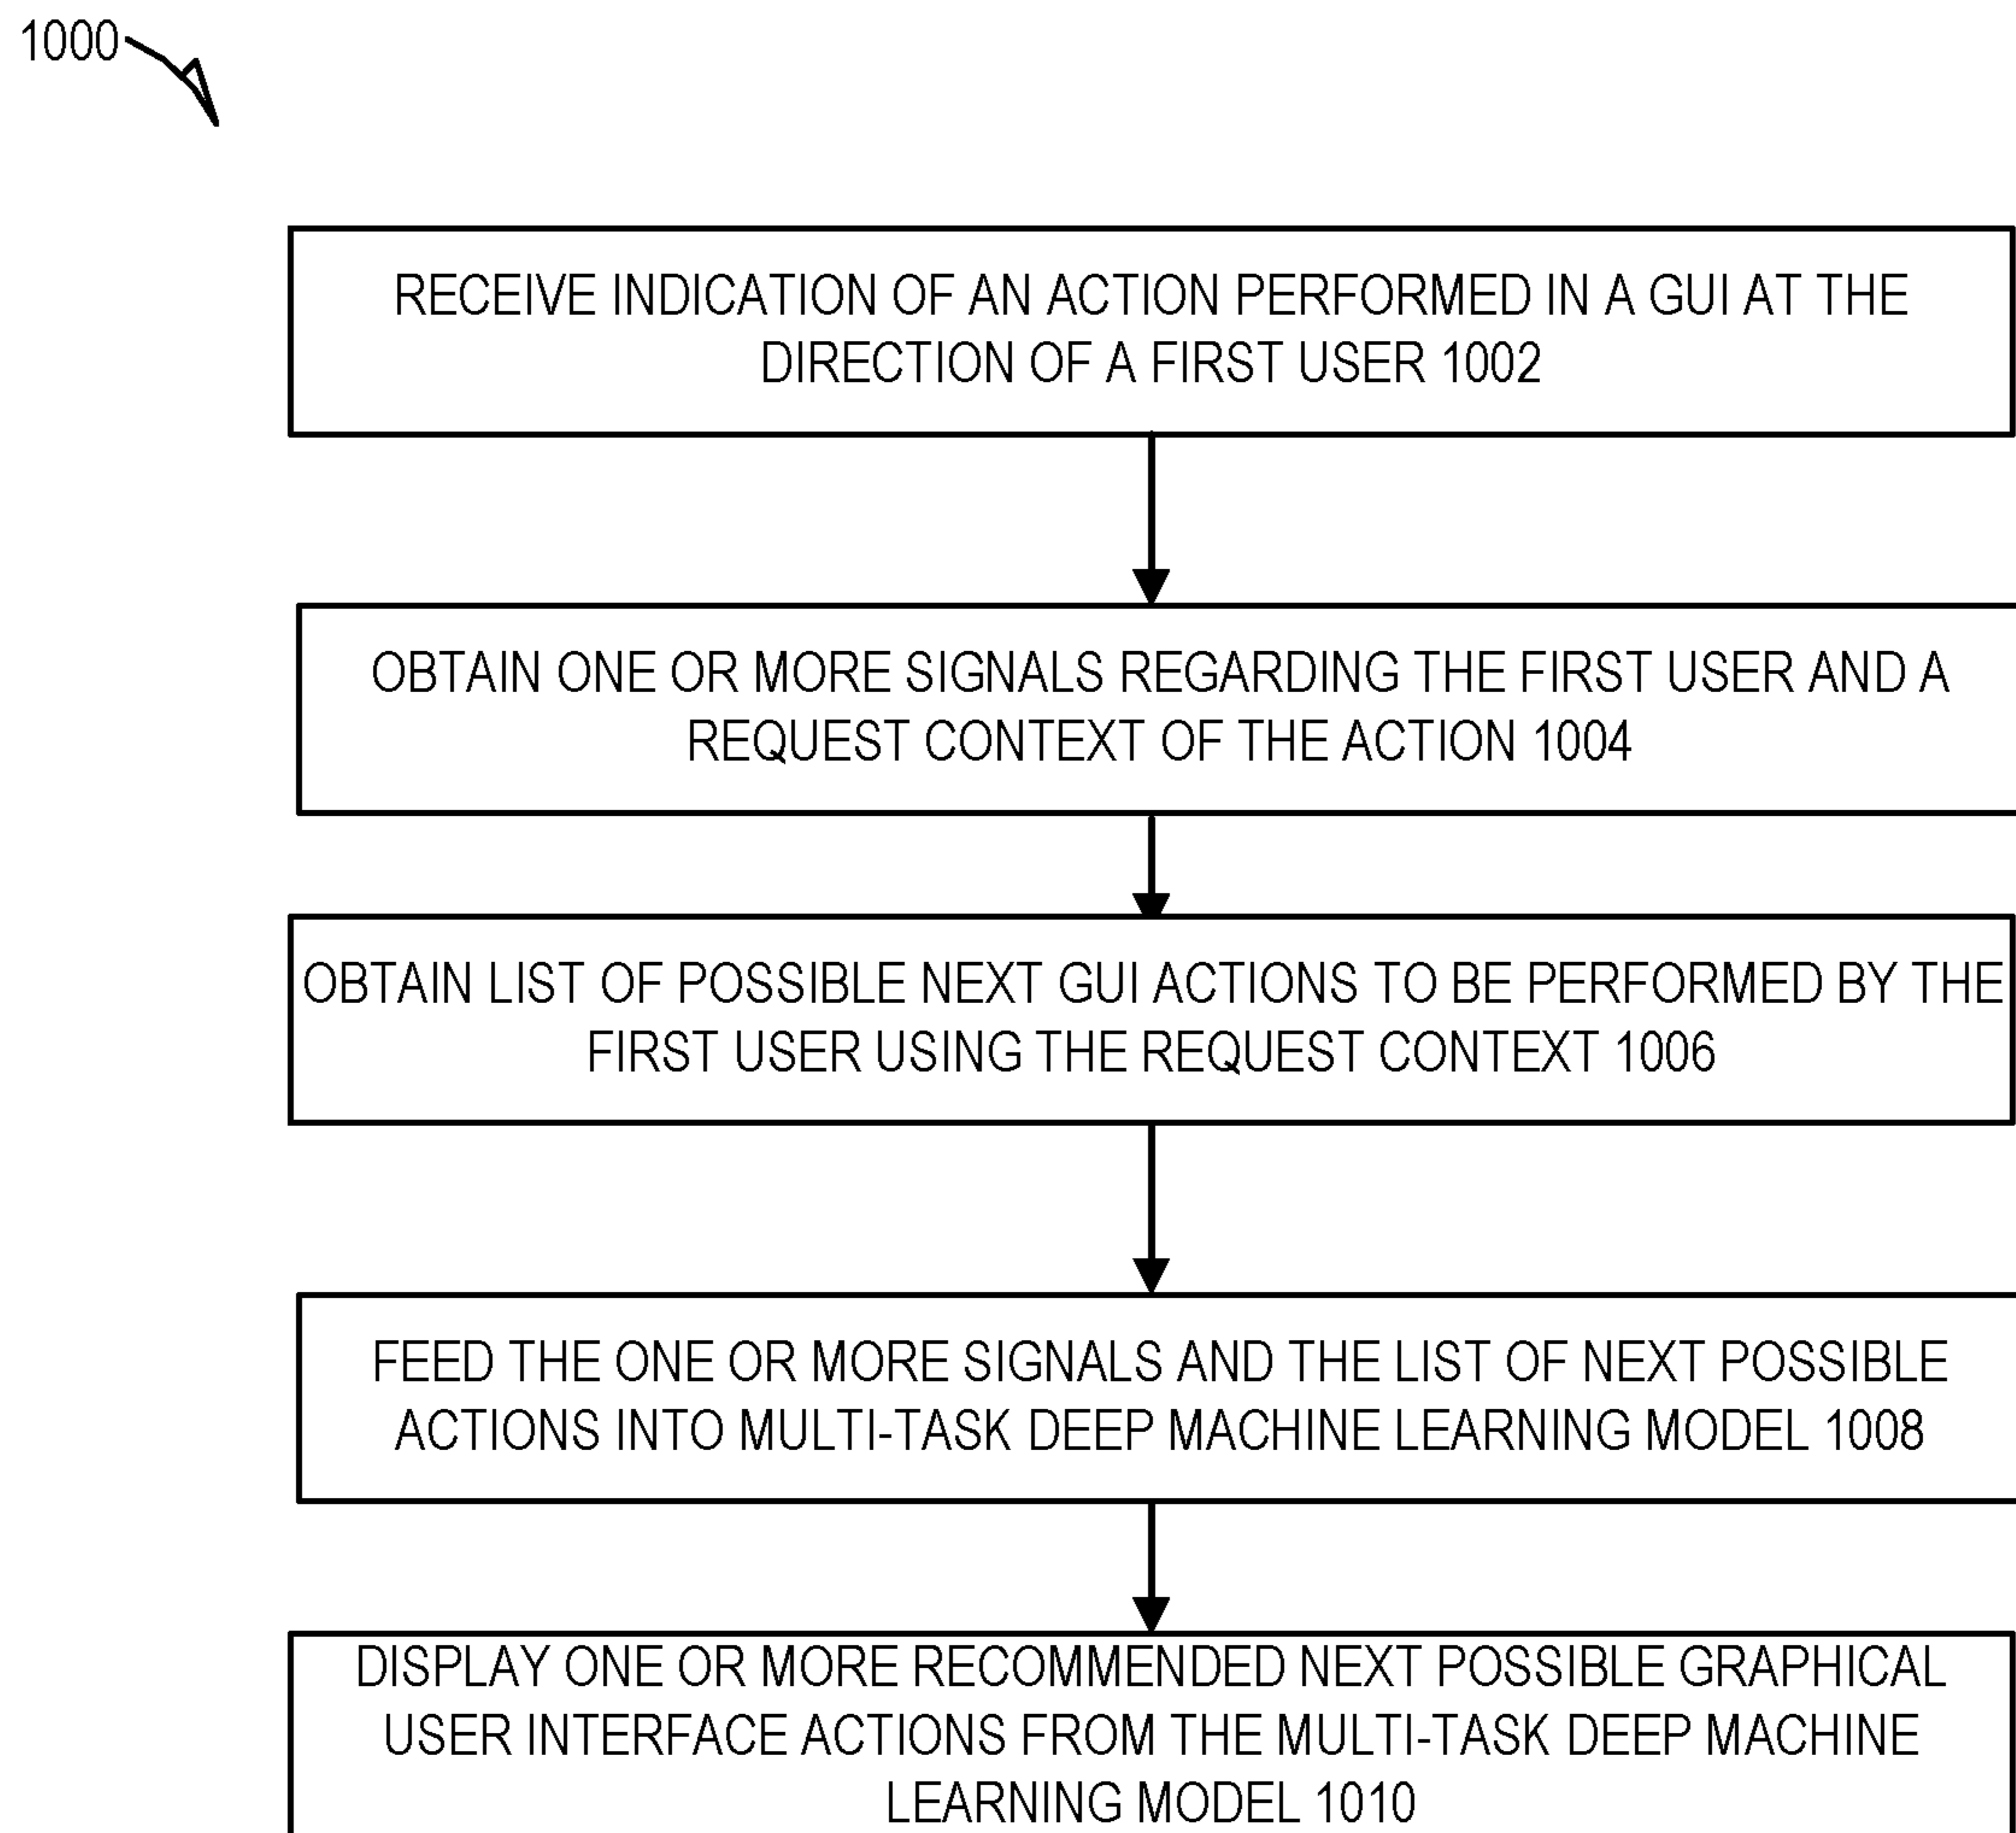 1000
RECEIVE INDICATION OF AN ACTION PERFORMED IN A GUI AT THE
DIRECTION OF A FIRST USER 1002
OBTAIN ONE OR MORE SIGNALS REGARDING THE FIRST USER AND A
REQUEST CONTEXT OF THE ACTION 1004
OBTAIN LIST OF POSSIBLE NEXT GUI ACTIONS TO BE PERFORMED BY THE
FIRST USER USING THE REQUEST CONTEXT 1006
FEED THE ONE OR MORE SIGNALS AND THE LIST OF NEXT POSSIBLE
ACTIONS INTO MULTI-TASK DEEP MACHINE LEARNING MODEL 1008
DISPLAY ONE OR MORE RECOMMENDED NEXT POSSIBLE GRAPHICAL
USER INTERFACE ACTIONS FROM THE MULTI-TASK DEEP MACHINE
LEARNING MODEL 1010